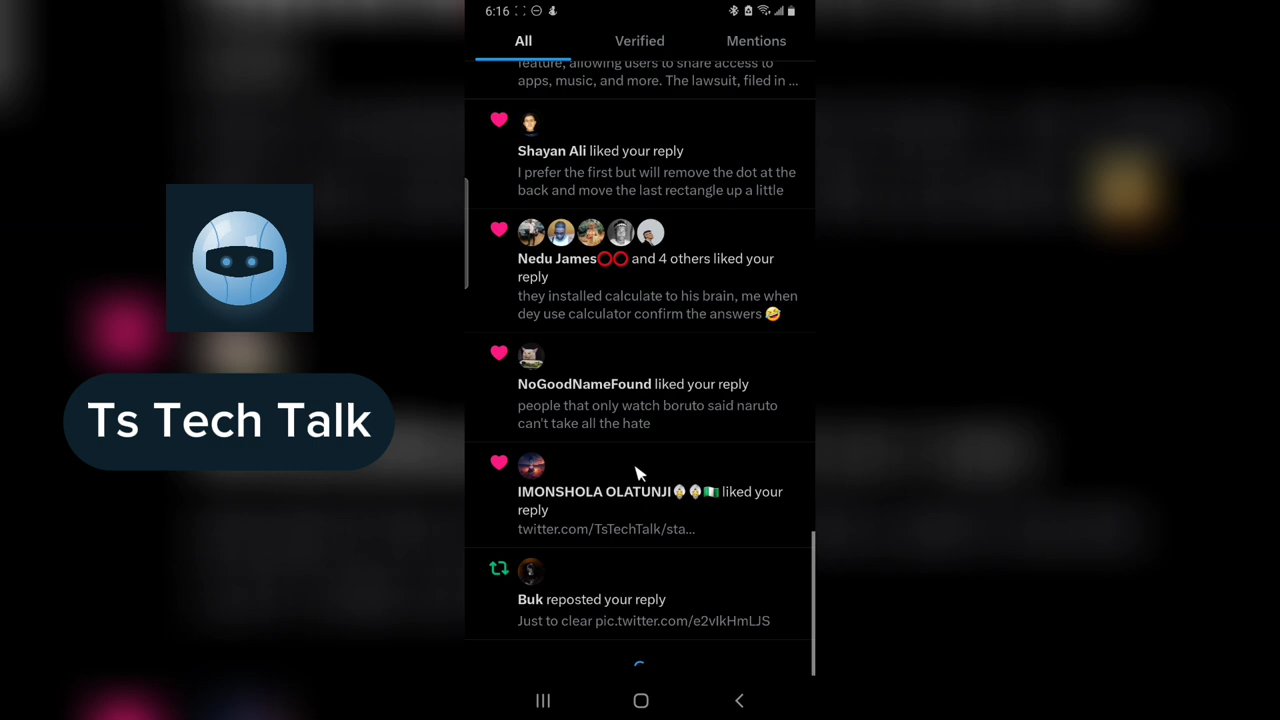 6:16
All
Verified
Mentions
feature, allowing users to share access to
apps, music, and more. The lawsuit, filed in ...
Shayan Ali liked your reply
I prefer the first but will remove the dot at the
back and move the last rectangle up a little
Nedu James⭕⭕ and 4 others liked your
reply
they installed calculate to his brain, me when
dey use calculator confirm the answers 🤣
NoGoodNameFound liked your reply
people that only watch boruto said naruto
can't take all the hate
IMONSHOLA OLATUNJI👳👳🇳🇬 liked your
reply
twitter.com/TsTechTalk/sta...
Buk reposted your reply
Just to clear pic.twitter.com/e2vIkHmLJS
Ts Tech Talk